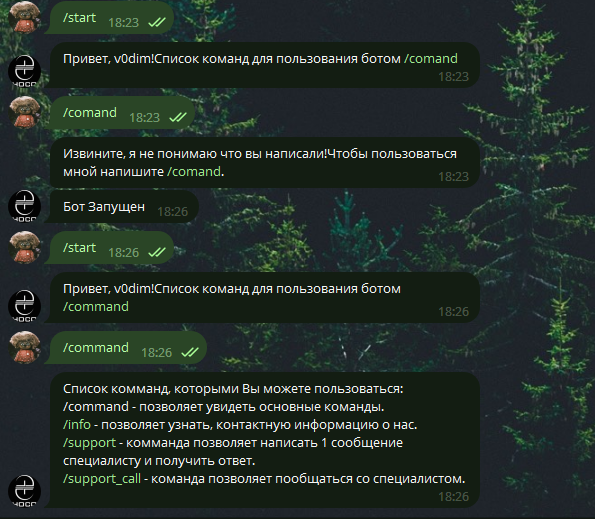 /start 18:23
Привет, v0dim!Список команд для пользования ботом /comand
18:23
/comand 18:23
Извините, я не понимаю что вы написали!Чтобы пользоваться
мной напишите /comand. 18:23
Бот Запущен 18:26
/start 18:26
Привет, v0dim!Список команд для пользования ботом
/command 18:26
/command 18:26
Список комманд, которыми Вы можете пользоваться:
/command - позволяет увидеть основные команды.
/info - позволяет узнать, контактную информацию о нас.
/support - комманда позволяет написать 1 сообщение
специалисту и получить ответ.
/support_call - команда позволяет пообщаться со специалистом.
18:26